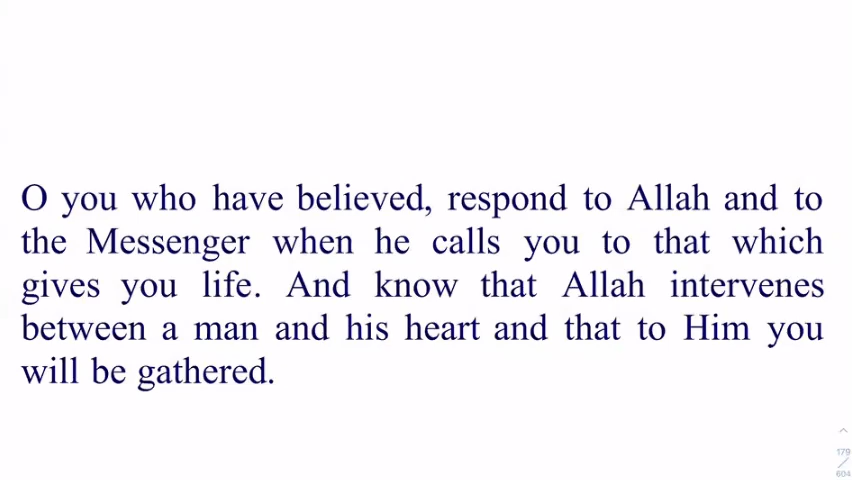 O you who have believed, respond to Allah and to
the Messenger when he calls you to that which
gives you life. And know that Allah intervenes
between a man and his heart and that to Him you
will be gathered.
179
/
604